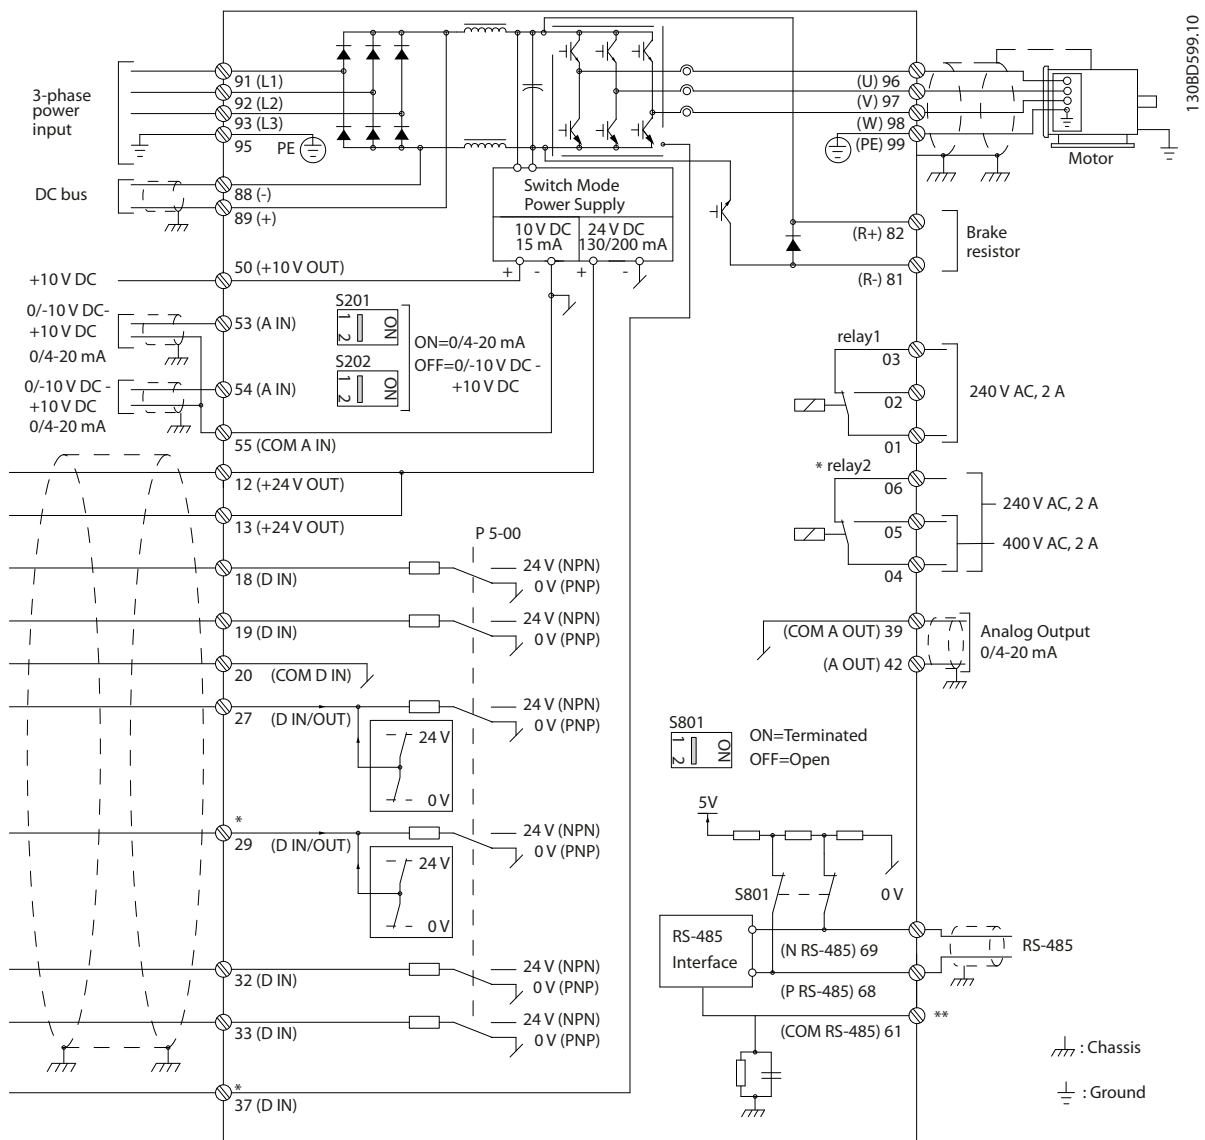 130BD599.10
3-phase
power
input
91 (L1)
92 (L2)
93 (L3)
95
PE
DC bus
88 (-)
89 (+)
+10 V DC
50 (+10 V OUT)
0/-10 V DC-
+10 V DC
0/4-20 mA
53 (A IN)
0/-10 V DC -
+10 V DC
0/4-20 mA
54 (A IN)
55 (COM A IN)
12 (+24 V OUT)
13 (+24 V OUT)
18 (D IN)
19 (D IN)
20 (COM D IN)
27 (D IN/OUT)
24 V
0 V
*
29 (D IN/OUT)
24 V
0 V
32 (D IN)
33 (D IN)
*
37 (D IN)
Switch Mode
Power Supply
10 V DC
15 mA
24 V DC
130/200 mA
+ - + -
S201
1 2 ON
S202
1 2 ON
ON=0/4-20 mA
OFF=0/-10 V DC -
+10 V DC
P 5-00
24 V (NPN)
0 V (PNP)
24 V (NPN)
0 V (PNP)
24 V (NPN)
0 V (PNP)
24 V (NPN)
0 V (PNP)
24 V (NPN)
0 V (PNP)
24 V (NPN)
0 V (PNP)
(U) 96
(V) 97
(W) 98
(PE) 99
Motor
(R+) 82
(R-) 81
Brake
resistor
relay1
03
02
01
240 V AC, 2 A
* relay2
06
05
04
240 V AC, 2 A
400 V AC, 2 A
(COM A OUT) 39
(A OUT) 42
Analog Output
0/4-20 mA
S801
1 2 ON
ON=Terminated
OFF=Open
5V
S801
0 V
RS-485
Interface
(N RS-485) 69
(P RS-485) 68
(COM RS-485) 61
RS-485
**
: Chassis
: Ground